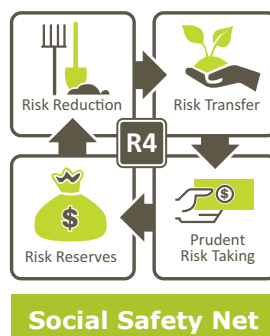 Risk Reduction
Risk Transfer
R4
Risk Reserves
$
$
Prudent
Risk Taking
Social Safety Net